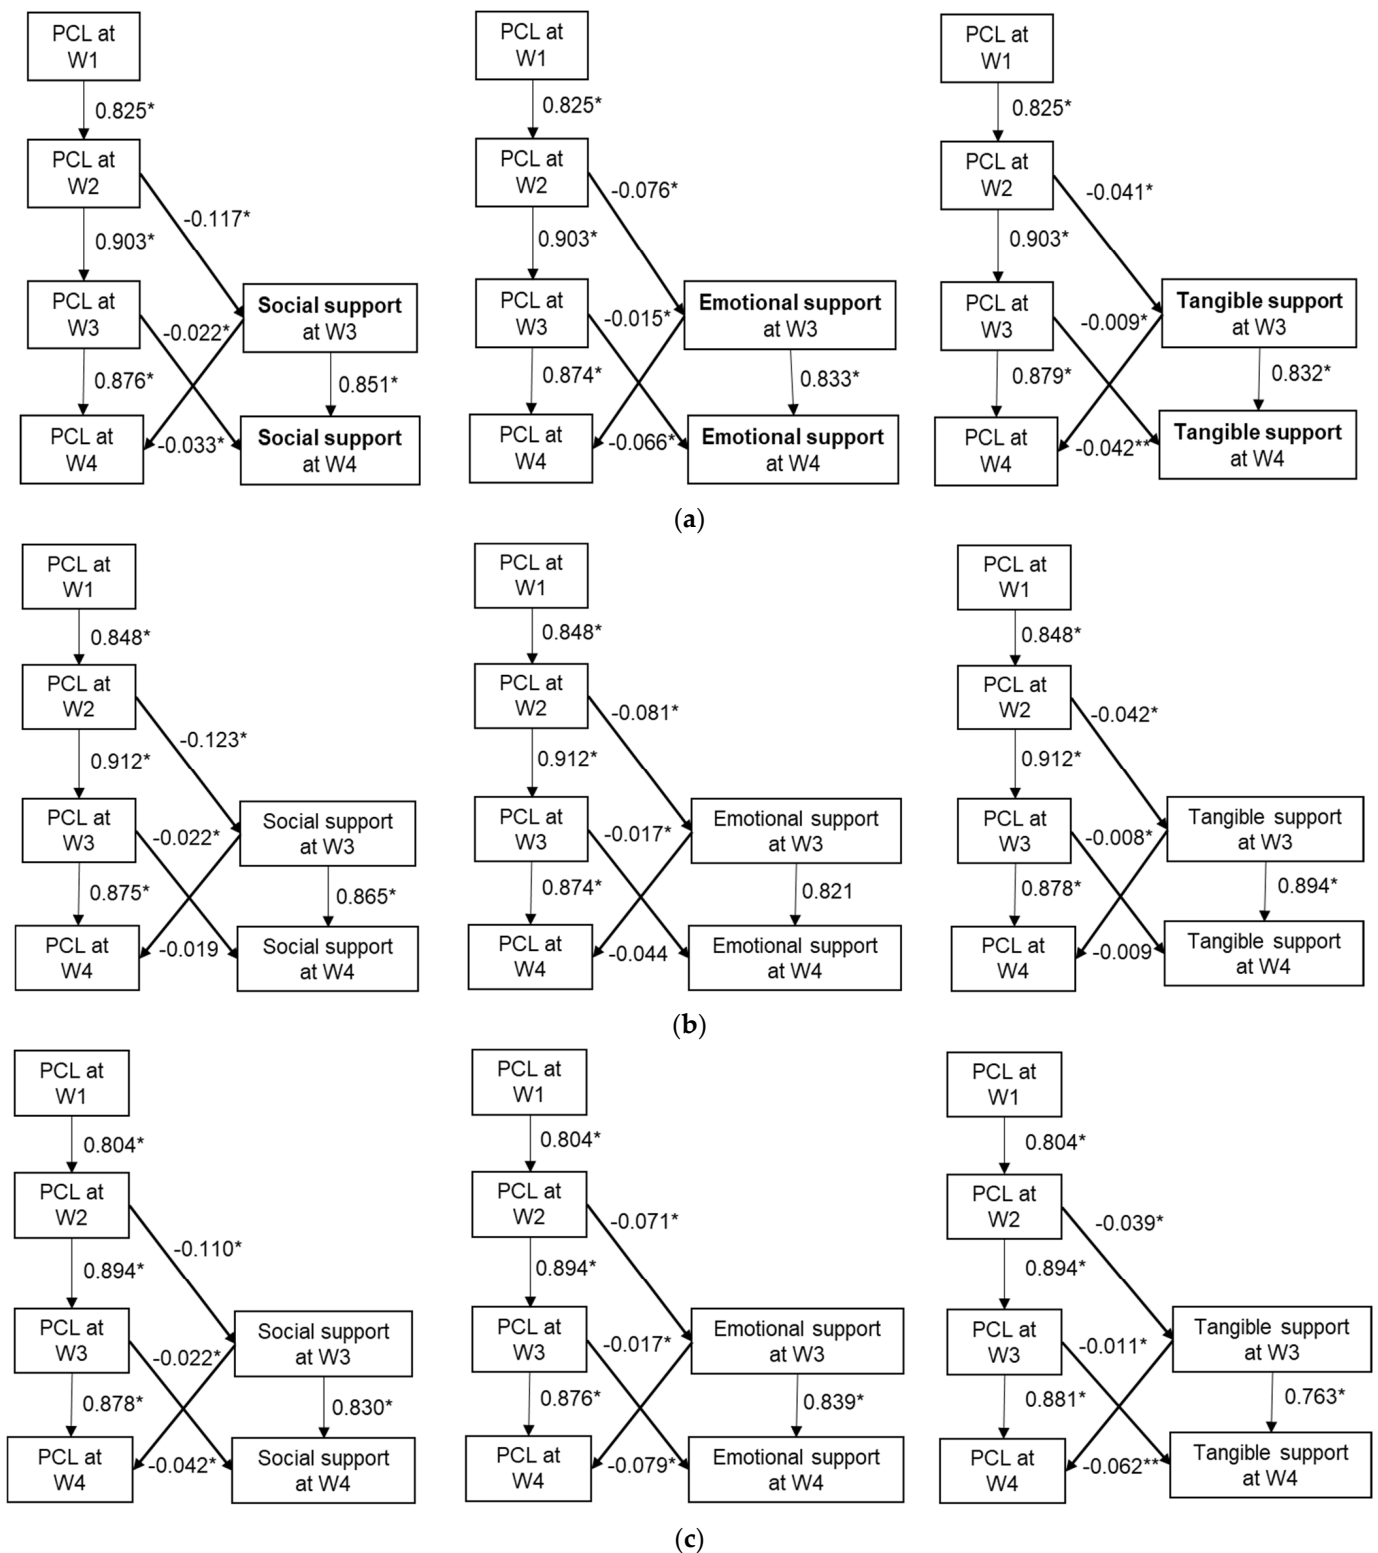 PCL at
W1
0.825*
PCL at
W2
-0.117*
0.903*
PCL at
W3
Social support
at W3
-0.022*
0.876*
0.851*
PCL at
W4
-0.033*
Social support
at W4
PCL at
W1
0.825*
PCL at
W2
-0.076*
0.903*
PCL at
W3
Emotional support
at W3
-0.015*
0.874*
0.833*
PCL at
W4
-0.066*
Emotional support
at W4
PCL at
W1
0.825*
PCL at
W2
-0.041*
0.903*
PCL at
W3
Tangible support
at W3
-0.009*
0.879*
0.832*
PCL at
W4
-0.042**
Tangible support
at W4
(a)
PCL at
W1
0.848*
PCL at
W2
-0.123*
0.912*
PCL at
W3
Social support
at W3
-0.022*
0.875*
0.865*
PCL at
W4
-0.019
Social support
at W4
PCL at
W1
0.848*
PCL at
W2
-0.081*
0.912*
PCL at
W3
Emotional support
at W3
-0.017*
0.874*
0.821
PCL at
W4
-0.044
Emotional support
at W4
PCL at
W1
0.848*
PCL at
W2
-0.042*
0.912*
PCL at
W3
Tangible support
at W3
-0.008*
0.878*
0.894*
PCL at
W4
-0.009
Tangible support
at W4
(b)
PCL at
W1
0.804*
PCL at
W2
-0.110*
0.894*
PCL at
W3
Social support
at W3
-0.022*
0.878*
0.830*
PCL at
W4
-0.042*
Social support
at W4
PCL at
W1
0.804*
PCL at
W2
-0.071*
0.894*
PCL at
W3
Emotional support
at W3
-0.017*
0.876*
0.839*
PCL at
W4
-0.079*
Emotional support
at W4
PCL at
W1
0.804*
PCL at
W2
-0.039*
0.894*
PCL at
W3
Tangible support
at W3
-0.011*
0.881*
0.763*
PCL at
W4
-0.062**
Tangible support
at W4
(c)